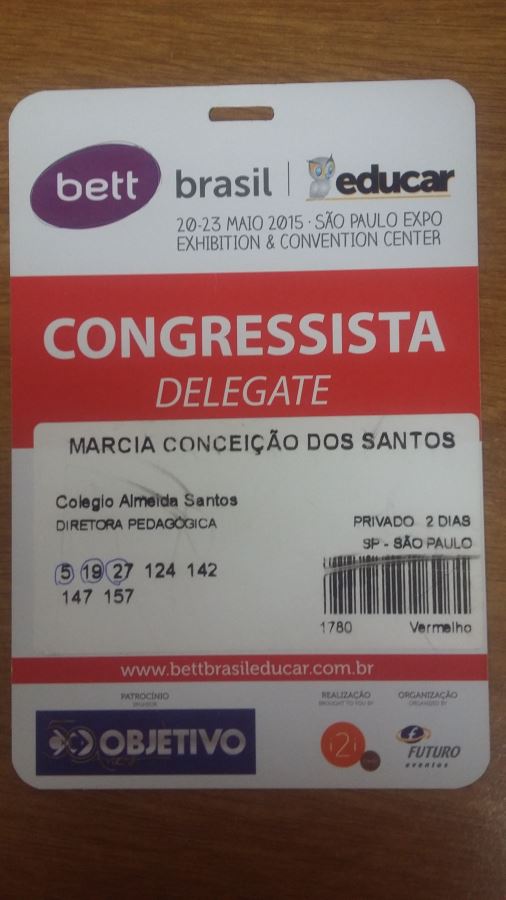 bett brasil | educar
20-23 MAIO 2015 · SÃO PAULO EXPO
EXHIBITION & CONVENTION CENTER
CONGRESSISTA
DELEGATE
MARCIA CONCEIÇÃO DOS SANTOS
Colegio Almeida Santos
DIRETORA PEDAGÓGICA
PRIVADO 2 DIAS
SP - SÃO PAULO
5 19 27 124 142
147 157
1780 Vermelho
www.bettbrasileducar.com.br
PATROCÍNIO
SPONSOR
OBJETIVO
REALIZAÇÃO
BROUGHT TO YOU BY
i2i
ORGANIZAÇÃO
ORGANIZED BY
FUTURO
eventos